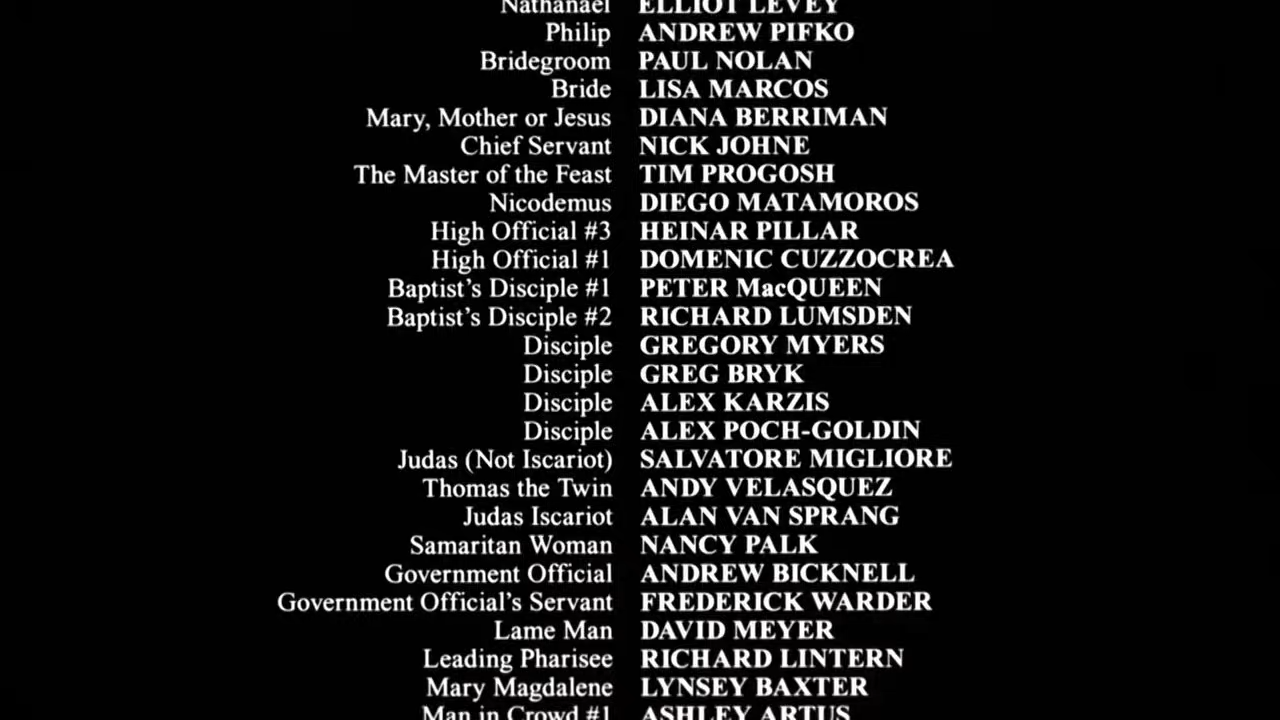 Nathanael ELLIOT LEVEY
Philip ANDREW PIFKO
Bridegroom PAUL NOLAN
Bride LISA MARCOS
Mary, Mother or Jesus DIANA BERRIMAN
Chief Servant NICK JOHNE
The Master of the Feast TIM PROGOSH
Nicodemus DIEGO MATAMOROS
High Official #3 HEINAR PILLAR
High Official #1 DOMENIC CUZZOCREA
Baptist's Disciple #1 PETER MacQUEEN
Baptist's Disciple #2 RICHARD LUMSDEN
Disciple GREGORY MYERS
Disciple GREG BRYK
Disciple ALEX KARZIS
Disciple ALEX POCH-GOLDIN
Judas (Not Iscariot) SALVATORE MIGLIORE
Thomas the Twin ANDY VELASQUEZ
Judas Iscariot ALAN VAN SPRANG
Samaritan Woman NANCY PALK
Government Official ANDREW BICKNELL
Government Official's Servant FREDERICK WARDER
Lame Man DAVID MEYER
Leading Pharisee RICHARD LINTERN
Mary Magdalene LYNSEY BAXTER
Man in Crowd #1 ASHLEY ARTUS